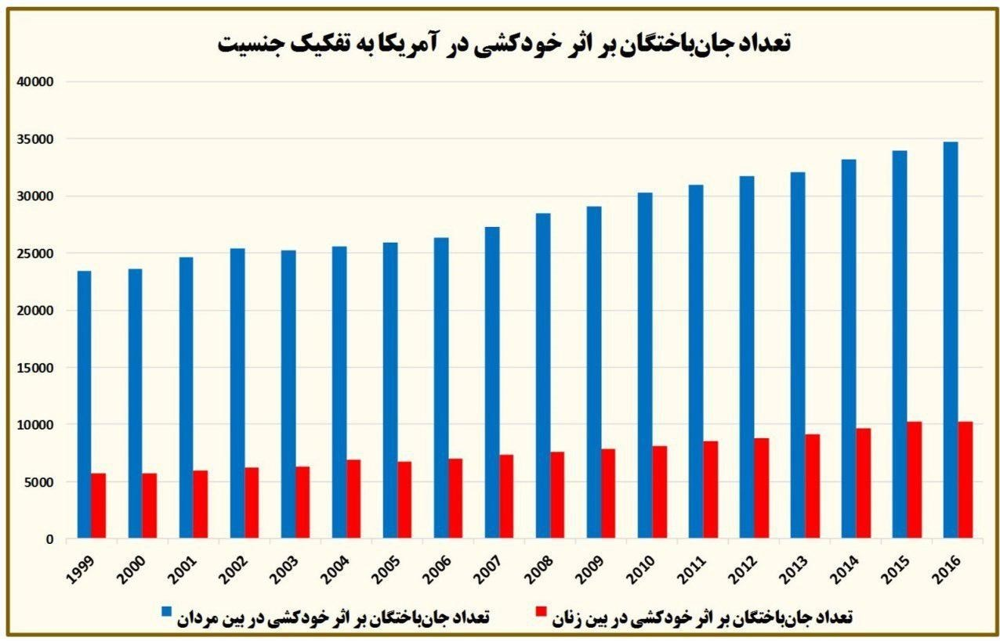 تعداد جان‌باختگان بر اثر خودکشی در آمریکا به تفکیک جنسیت
40000
35000
30000
25000
20000
15000
10000
5000
0
1999 2000 2001 2002 2003 2004 2005 2006 2007 2008 2009 2010 2011 2012 2013 2014 2015 2016
تعداد جان‌باختگان بر اثر خودکشی در بین زنان
تعداد جان‌باختگان بر اثر خودکشی در بین مردان